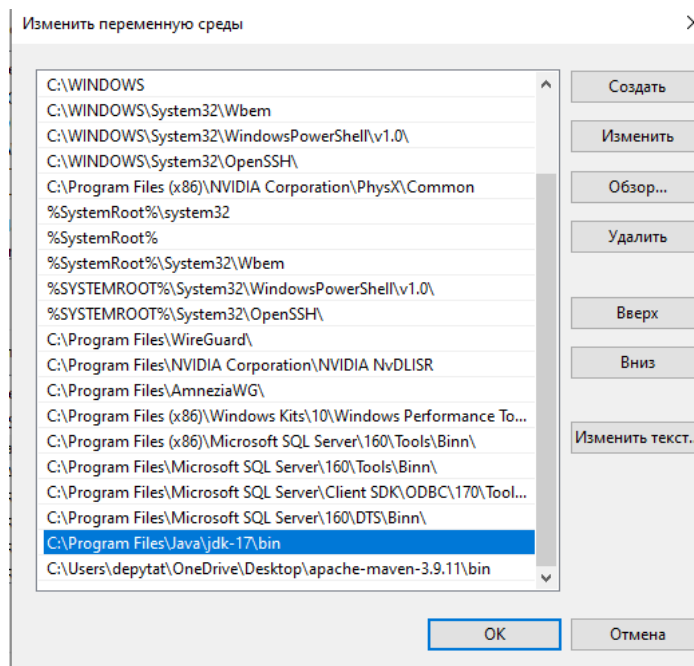 Изменить переменную среды
C:\WINDOWS
C:\WINDOWS\System32\Wbem
C:\WINDOWS\System32\WindowsPowerShell\v1.0\
C:\WINDOWS\System32\OpenSSH\
C:\Program Files (x86)\NVIDIA Corporation\PhysX\Common
%SystemRoot%\system32
%SystemRoot%
%SystemRoot%\System32\Wbem
%SYSTEMROOT%\System32\WindowsPowerShell\v1.0\
%SYSTEMROOT%\System32\OpenSSH\
C:\Program Files\WireGuard\
C:\Program Files\NVIDIA Corporation\NVIDIA NvDLISR
C:\Program Files\AmneziaWG\
C:\Program Files (x86)\Windows Kits\10\Windows Performance To...
C:\Program Files (x86)\Microsoft SQL Server\160\Tools\Binn\
C:\Program Files\Microsoft SQL Server\160\Tools\Binn\
C:\Program Files\Microsoft SQL Server\Client SDK\ODBC\170\Tool...
C:\Program Files\Microsoft SQL Server\160\DTS\Binn\
C:\Program Files\Java\jdk-17\bin
C:\Users\depytat\OneDrive\Desktop\apache-maven-3.9.11\bin
Создать
Изменить
Обзор...
Удалить
Вверх
Вниз
Изменить текст..
OK
Отмена